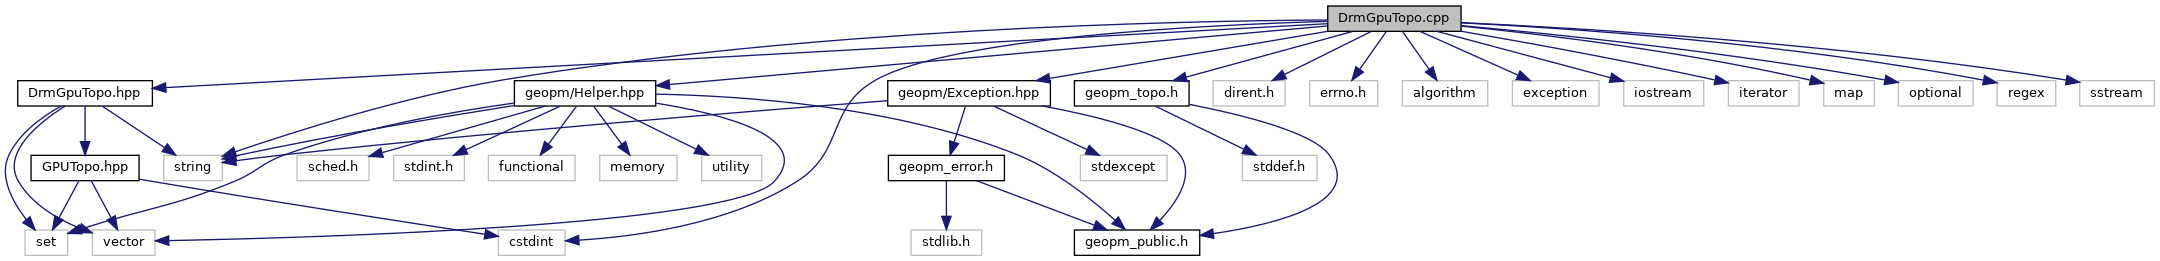 DrmGpuTopo.cpp
DrmGpuTopo.hpp
geopm/Helper.hpp
geopm/Exception.hpp
geopm_topo.h
dirent.h
errno.h
algorithm
exception
iostream
iterator
map
optional
regex
sstream
GPUTopo.hpp
string
sched.h
stdint.h
functional
memory
utility
geopm_error.h
stdexcept
stddef.h
set
vector
cstdint
stdlib.h
geopm_public.h